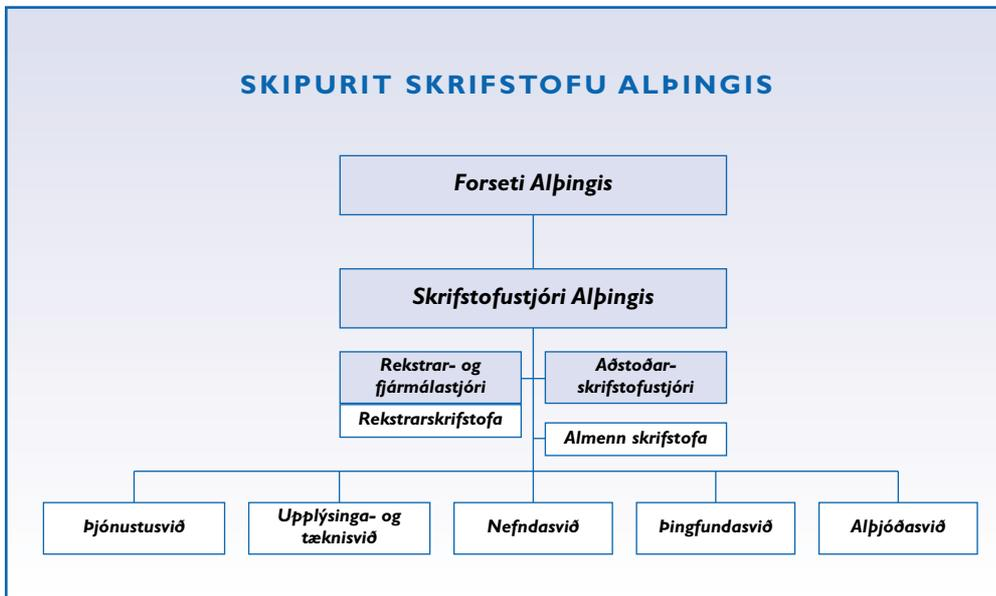 SKIPURIT SKRIFSTOFU ALÞINGIS
Forseti Alþingis
Skrifstofustjóri Alþingis
Rekstrar- og
fjármálastjóri
Rekstrarskrifstofa
Aðstoðar-
skrifstofustjóri
Almenn skrifstofa
Þjónustusvið
Upplýsinga- og
tæknisvið
Nefndasvið
Þingfundasvið
Alþjóðasvið